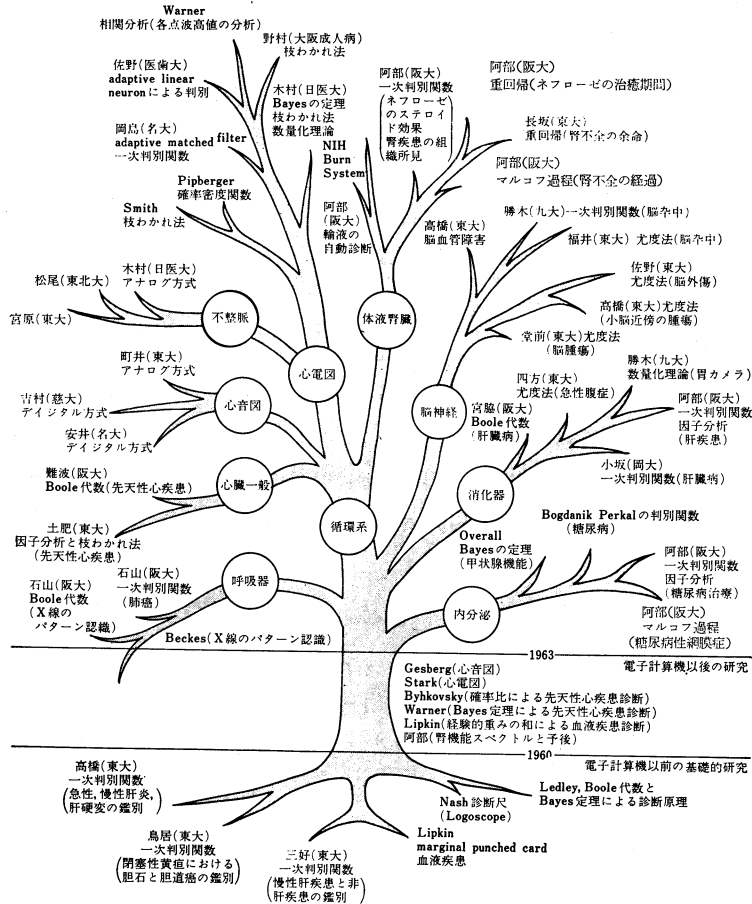 Warner
相関分析(各点波高値の分析)
野村(大阪成人病)
枝わかれ法
佐野(医歯大)
adaptive linear
neuronによる判別
木村(日医大)
Bayesの定理
枝わかれ法
数量化理論
岡島(名大)
adaptive matched filter
一次判別関数
Pipberger
確率密度関数
Smith
枝わかれ法
NIH
Burn
System
阿部
(阪大)
輸液の
自動診断
阿部(阪大)
一次判別関数
(ネフローゼ
のステロイ
ド効果
腎疾患の組
織所見)
阿部(阪大)
重回帰(ネフローゼの治癒期間)
長坂(東大)
重回帰(腎不全の余命)
阿部(阪大)
マルコフ過程(腎不全の経過)
高橋(東大)
脳血管障害
勝木(九大)一次判別関数(脳卒中)
福井(東大) 尤度法(脳卒中)
佐野(東大)
尤度法(脳外傷)
高橋(東大)尤度法
(小脳近傍の腫瘍)
堂前(東大)尤度法
(脳腫瘍)
木村(日医大)
アナログ方式
松尾(東北大)
宮原(東大)
不整脈
体液腎臓
心電図
町井(東大)
アナログ方式
吉村(慈大)
デイジタル方式
安井(名大)
デイジタル方式
心音図
脳神経
勝木(九大)
数量化理論(胃カメラ)
四方(東大)
尤度法(急性腹症)
宮脇(阪大)
Boole代数
(肝臓病)
阿部(阪大)
一次判別関数
因子分析
(肝疾患)
小坂(岡大)
一次判別関数(肝臓病)
難波(阪大)
Boole代数(先天性心疾患)
心臓一般
消化器
循環系
土肥(東大)
因子分析と枝わかれ法
(先天性心疾患)
Overall
Bayesの定理
(甲状腺機能)
Bogdanik Perkalの判別関数
(糖尿病)
石山(阪大)
Boole代数
(X線の
パターン認識)
石山(阪大)
一次判別関数
(肺癌)
呼吸器
Beckes(X線のパターン認識)
内分泌
阿部(阪大)
一次判別関数
因子分析
(糖尿病治療)
阿部(阪大)
マルコフ過程
(糖尿病性網膜症)
1963
電子計算機以後の研究
Gesberg(心音図)
Stark(心電図)
Byhkovsky(確率比による先天性心疾患診断)
Warner(Bayes定理による先天性心疾患診断)
Lipkin(経験的重みの和による血液疾患診断)
阿部(腎機能スペクトルと予後)
1960
電子計算機以前の基礎的研究
高橋(東大)
一次判別関数
(急性,慢性肝炎,
肝硬変の鑑別)
鳥居(東大)
一次判別関数
(閉塞性黄疸における
胆石と胆道癌の鑑別)
三好(東大)
一次判別関数
(慢性肝疾患と非
肝疾患の鑑別)
Nash診断尺
(Logoscope)
Ledley, Boole代数と
Bayes定理による診断原理
Lipkin
marginal punched card
血液疾患